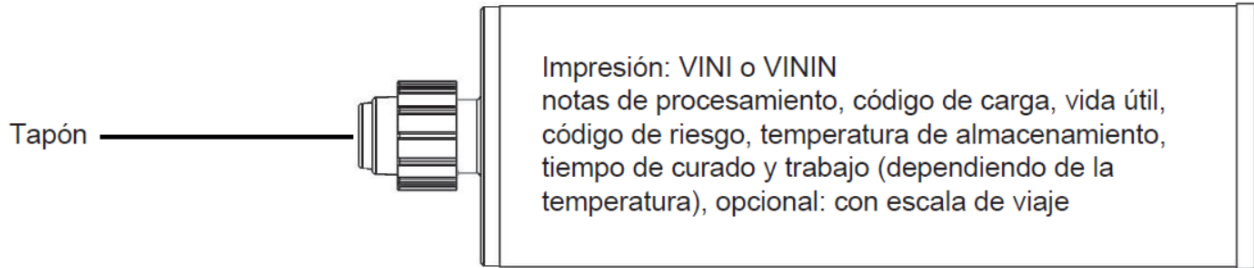 Tapón
Impresión: VINI o VININ
notas de procesamiento, código de carga, vida útil,
código de riesgo, temperatura de almacenamiento,
tiempo de curado y trabajo (dependiendo de la
temperatura), opcional: con escala de viaje